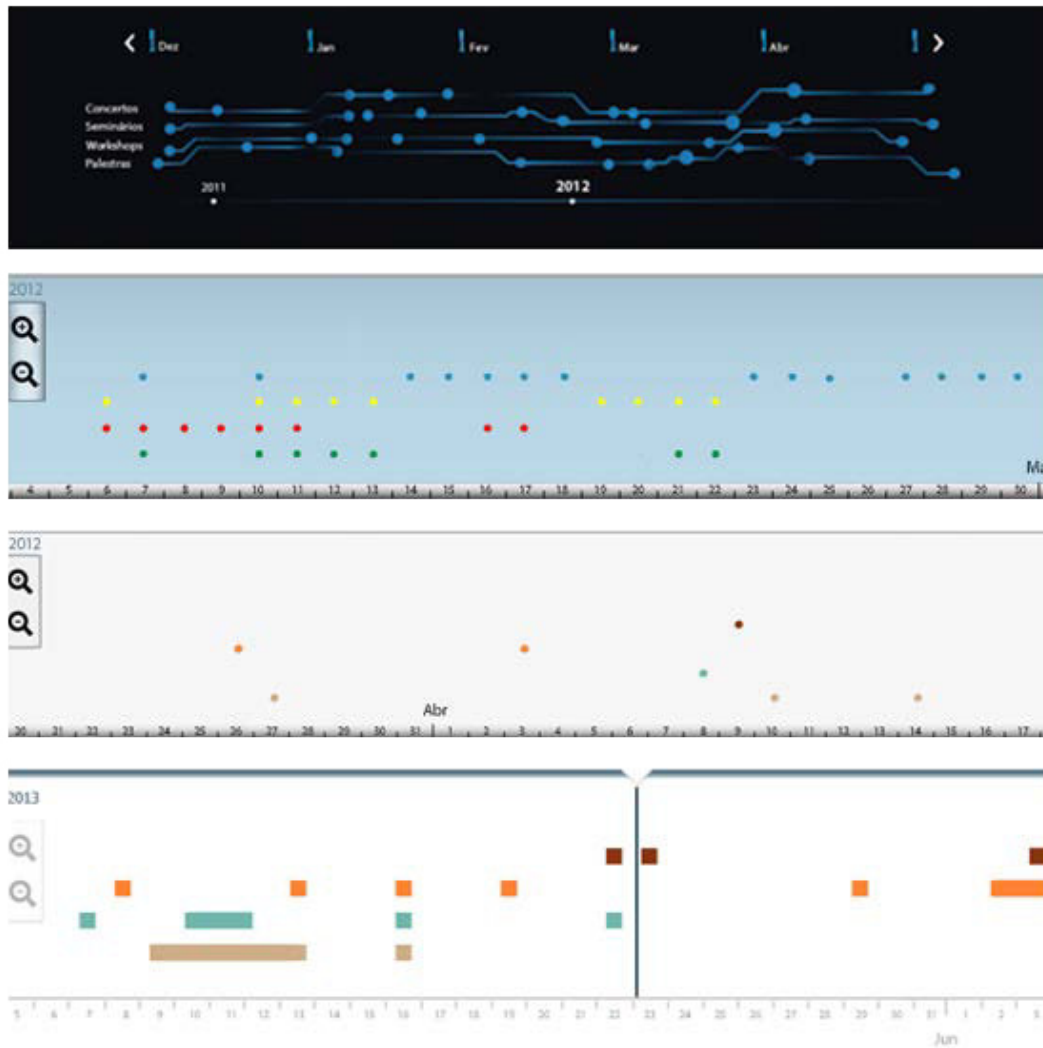 Dez Jan Fev Mar Abr
Concertos
Seminários
Workshops
Palestras
2011 2012
2012
Ma
4 5 6 7 8 9 10 11 12 13 14 15 16 17 18 19 20 21 22 23 24 25 26 27 28 29 30
2012
Abr
20 21 22 23 24 25 26 27 28 29 30 31 1 2 3 4 5 6 7 8 9 10 11 12 13 14 15 16 17
2013
5 6 7 8 9 10 11 12 13 14 15 16 17 18 19 20 21 22 23 24 25 26 27 28 29 30 31 1 2 3
Jun